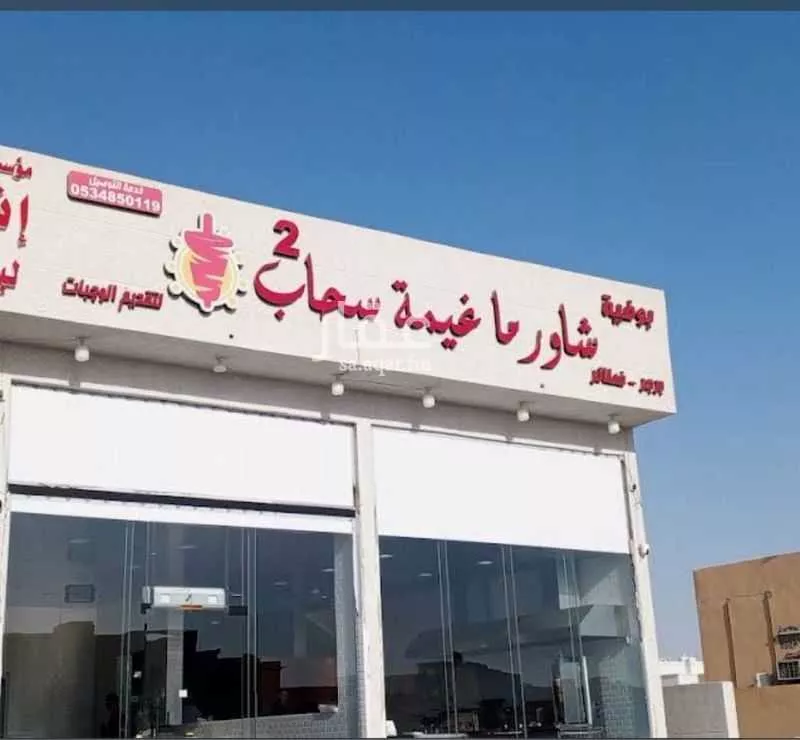 بوفية
شاورما غيمة سحاب 2
برجر - فطائر
لتقديم الوجبات
خدمة التوصيل
0534850119
عقار
sa.aqar.fm